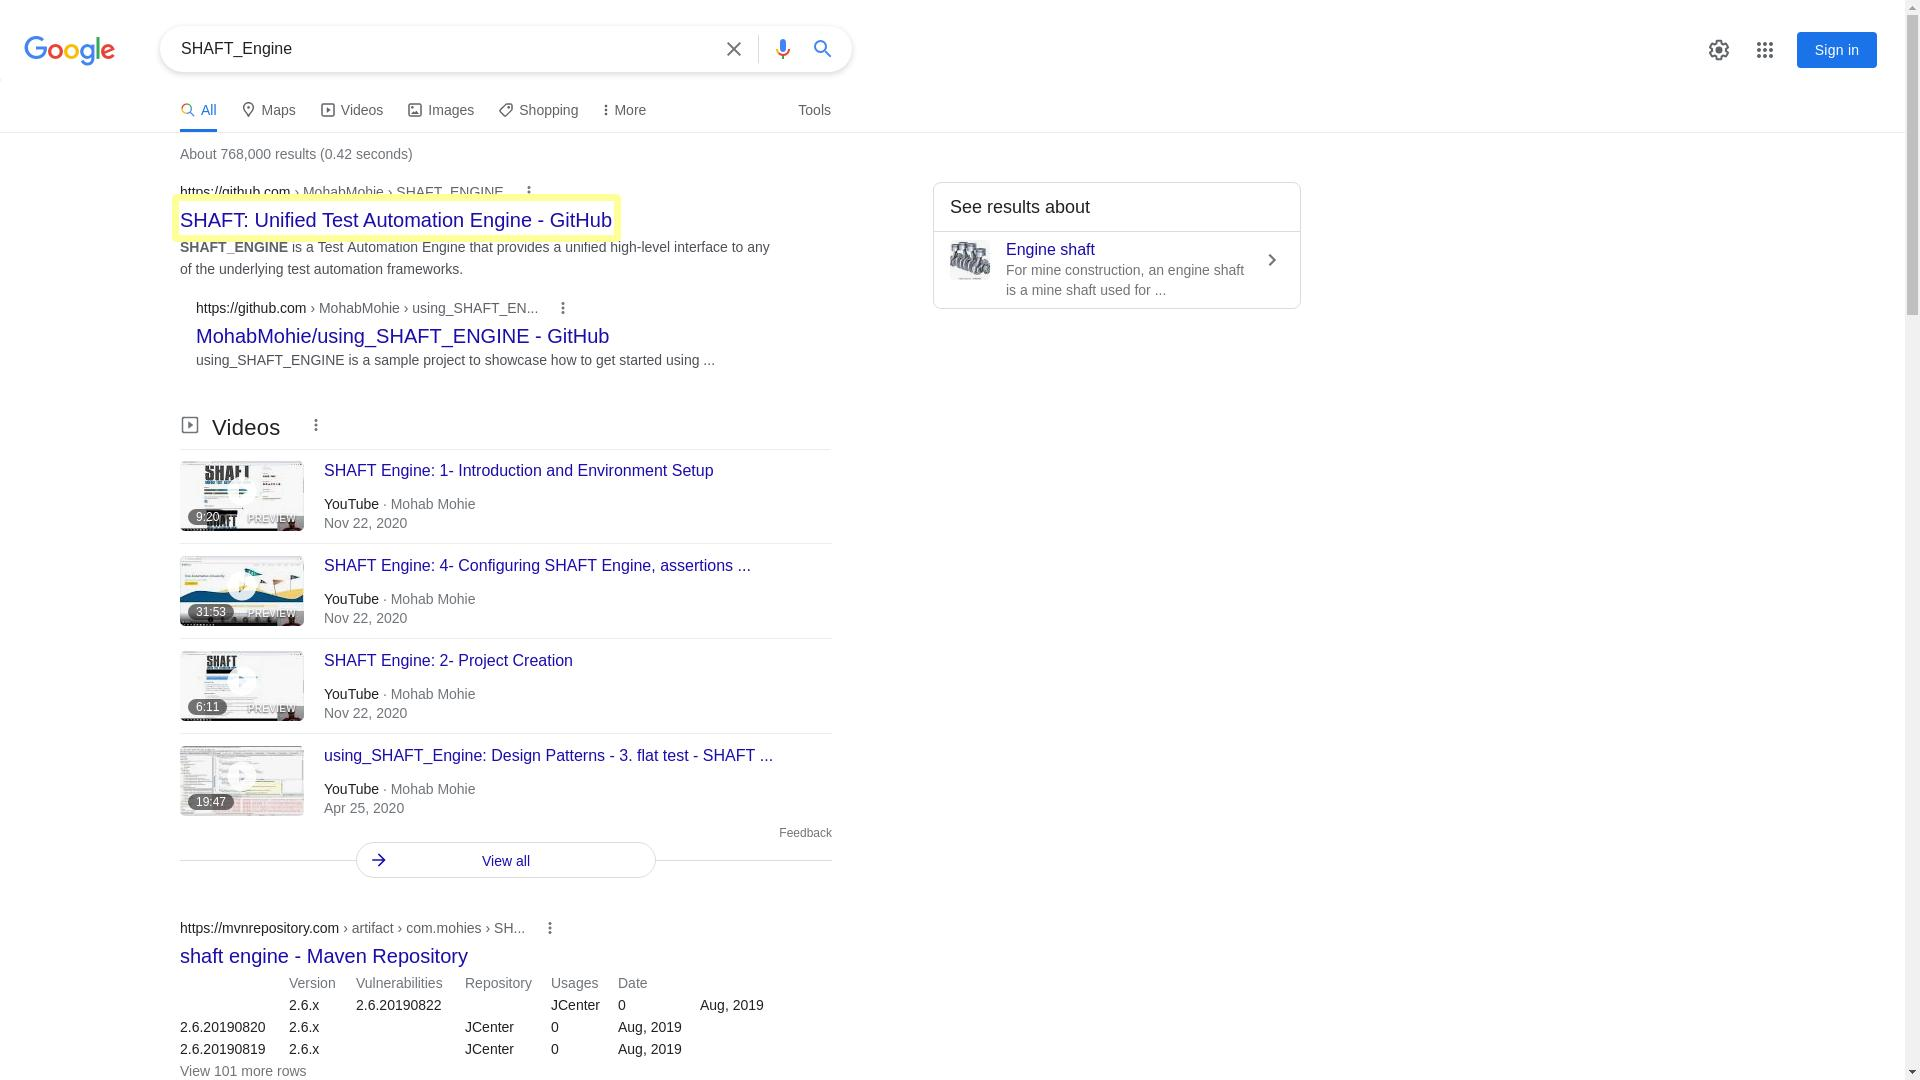 Google
SHAFT_Engine
Sign in
All
Maps
Videos
Images
Shopping
More
Tools
About 768,000 results (0.42 seconds)
https://github.com › MohabMohie › SHAFT_ENGINE
SHAFT: Unified Test Automation Engine - GitHub
SHAFT_ENGINE is a Test Automation Engine that provides a unified high-level interface to any
of the underlying test automation frameworks.
https://github.com › MohabMohie › using_SHAFT_EN...
MohabMohie/using_SHAFT_ENGINE - GitHub
using_SHAFT_ENGINE is a sample project to showcase how to get started using ...
See results about
Engine shaft
For mine construction, an engine shaft
is a mine shaft used for ...
Videos
SHAFT
9:20
PREVIEW
SHAFT Engine: 1- Introduction and Environment Setup
YouTube · Mohab Mohie
Nov 22, 2020
31:53
PREVIEW
SHAFT Engine: 4- Configuring SHAFT Engine, assertions ...
YouTube · Mohab Mohie
Nov 22, 2020
SHAFT
6:11
PREVIEW
SHAFT Engine: 2- Project Creation
YouTube · Mohab Mohie
Nov 22, 2020
19:47
using_SHAFT_Engine: Design Patterns - 3. flat test - SHAFT ...
YouTube · Mohab Mohie
Apr 25, 2020
Feedback
View all
https://mvnrepository.com › artifact › com.mohies › SH...
shaft engine - Maven Repository
Version Vulnerabilities Repository Usages Date
2.6.x 2.6.20190822 JCenter 0 Aug, 2019
2.6.20190820 2.6.x JCenter 0 Aug, 2019
2.6.20190819 2.6.x JCenter 0 Aug, 2019
View 101 more rows